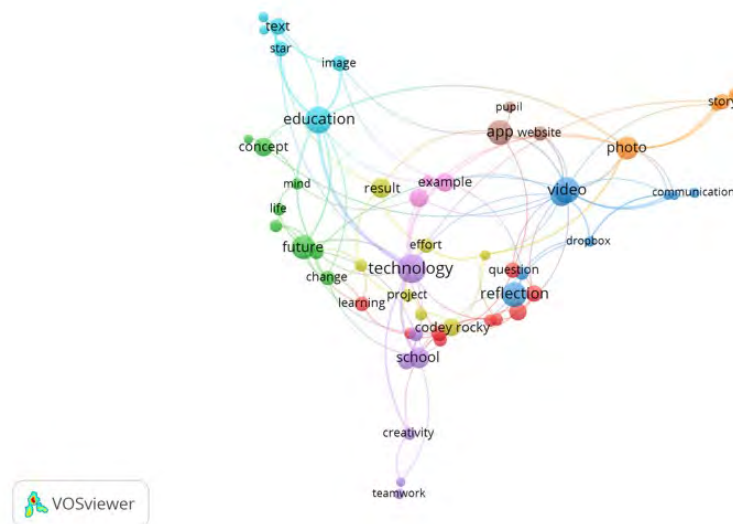 text
star
image
education
pupil
app
website
story
concept
photo
mind
result
example
video
communication
life
future
effort
dropbox
change
technology
question
project
reflection
learning
codey rocky
school
creativity
teamwork
VOSviewer